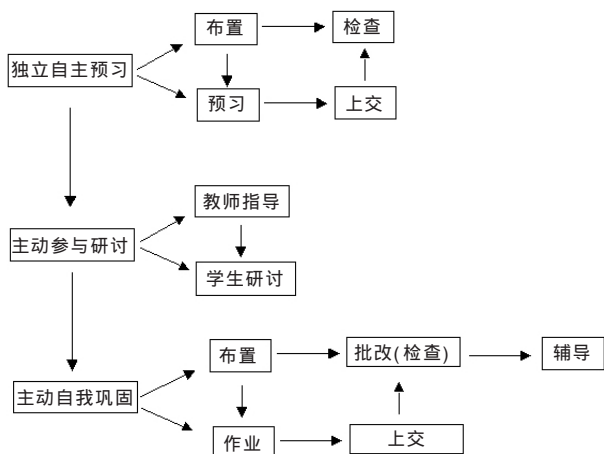 布置
检查
独立自主预习
预习
上交
教师指导
主动参与研讨
学生研讨
布置
批改(检查)
辅导
主动自我巩固
作业
上交